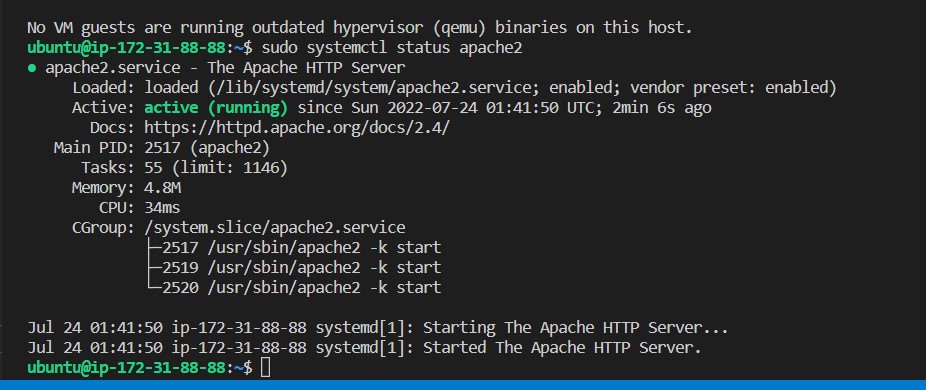 No VM guests are running outdated hypervisor (qemu) binaries on this host.
ubuntu@ip-172-31-88-88:~$ sudo systemctl status apache2
● apache2.service - The Apache HTTP Server
     Loaded: loaded (/lib/systemd/system/apache2.service; enabled; vendor preset: enabled)
     Active: active (running) since Sun 2022-07-24 01:41:50 UTC; 2min 6s ago
       Docs: https://httpd.apache.org/docs/2.4/
   Main PID: 2517 (apache2)
      Tasks: 55 (limit: 1146)
     Memory: 4.8M
        CPU: 34ms
     CGroup: /system.slice/apache2.service
             ├─2517 /usr/sbin/apache2 -k start
             ├─2519 /usr/sbin/apache2 -k start
             └─2520 /usr/sbin/apache2 -k start
Jul 24 01:41:50 ip-172-31-88-88 systemd[1]: Starting The Apache HTTP Server...
Jul 24 01:41:50 ip-172-31-88-88 systemd[1]: Started The Apache HTTP Server.
ubuntu@ip-172-31-88-88:~$